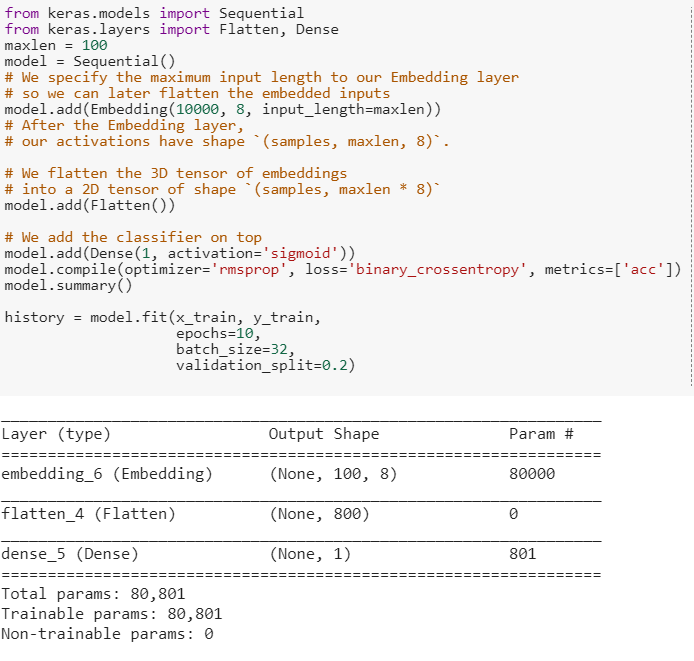 from keras.models import Sequential
from keras.layers import Flatten, Dense
maxlen = 100
model = Sequential()
# We specify the maximum input length to our Embedding layer
# so we can later flatten the embedded inputs
model.add(Embedding(10000, 8, input_length=maxlen))
# After the Embedding layer,
# our activations have shape `(samples, maxlen, 8)`.

# We flatten the 3D tensor of embeddings
# into a 2D tensor of shape `(samples, maxlen * 8)`
model.add(Flatten())

# We add the classifier on top
model.add(Dense(1, activation='sigmoid'))
model.compile(optimizer='rmsprop', loss='binary_crossentropy', metrics=['acc'])
model.summary()

history = model.fit(x_train, y_train,
                    epochs=10,
                    batch_size=32,
                    validation_split=0.2)

_________________________________________________________________
Layer (type)                 Output Shape              Param #
=================================================================
embedding_6 (Embedding)      (None, 100, 8)            80000
_________________________________________________________________
flatten_4 (Flatten)          (None, 800)               0
_________________________________________________________________
dense_5 (Dense)              (None, 1)                 801
=================================================================
Total params: 80,801
Trainable params: 80,801
Non-trainable params: 0